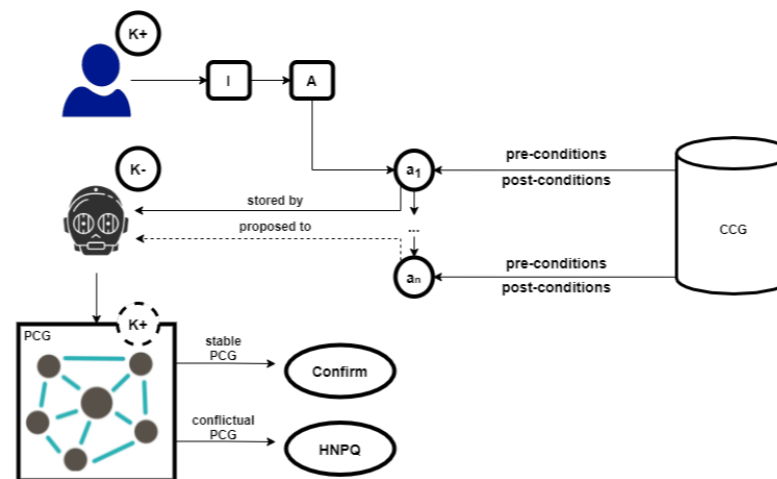 K+
I
A
pre-conditions
a1
post-conditions
K-
stored by
CCG
proposed to
...
pre-conditions
an
post-conditions
K+
PCG
stable
PCG
Confirm
conflictual
PCG
HNPQ